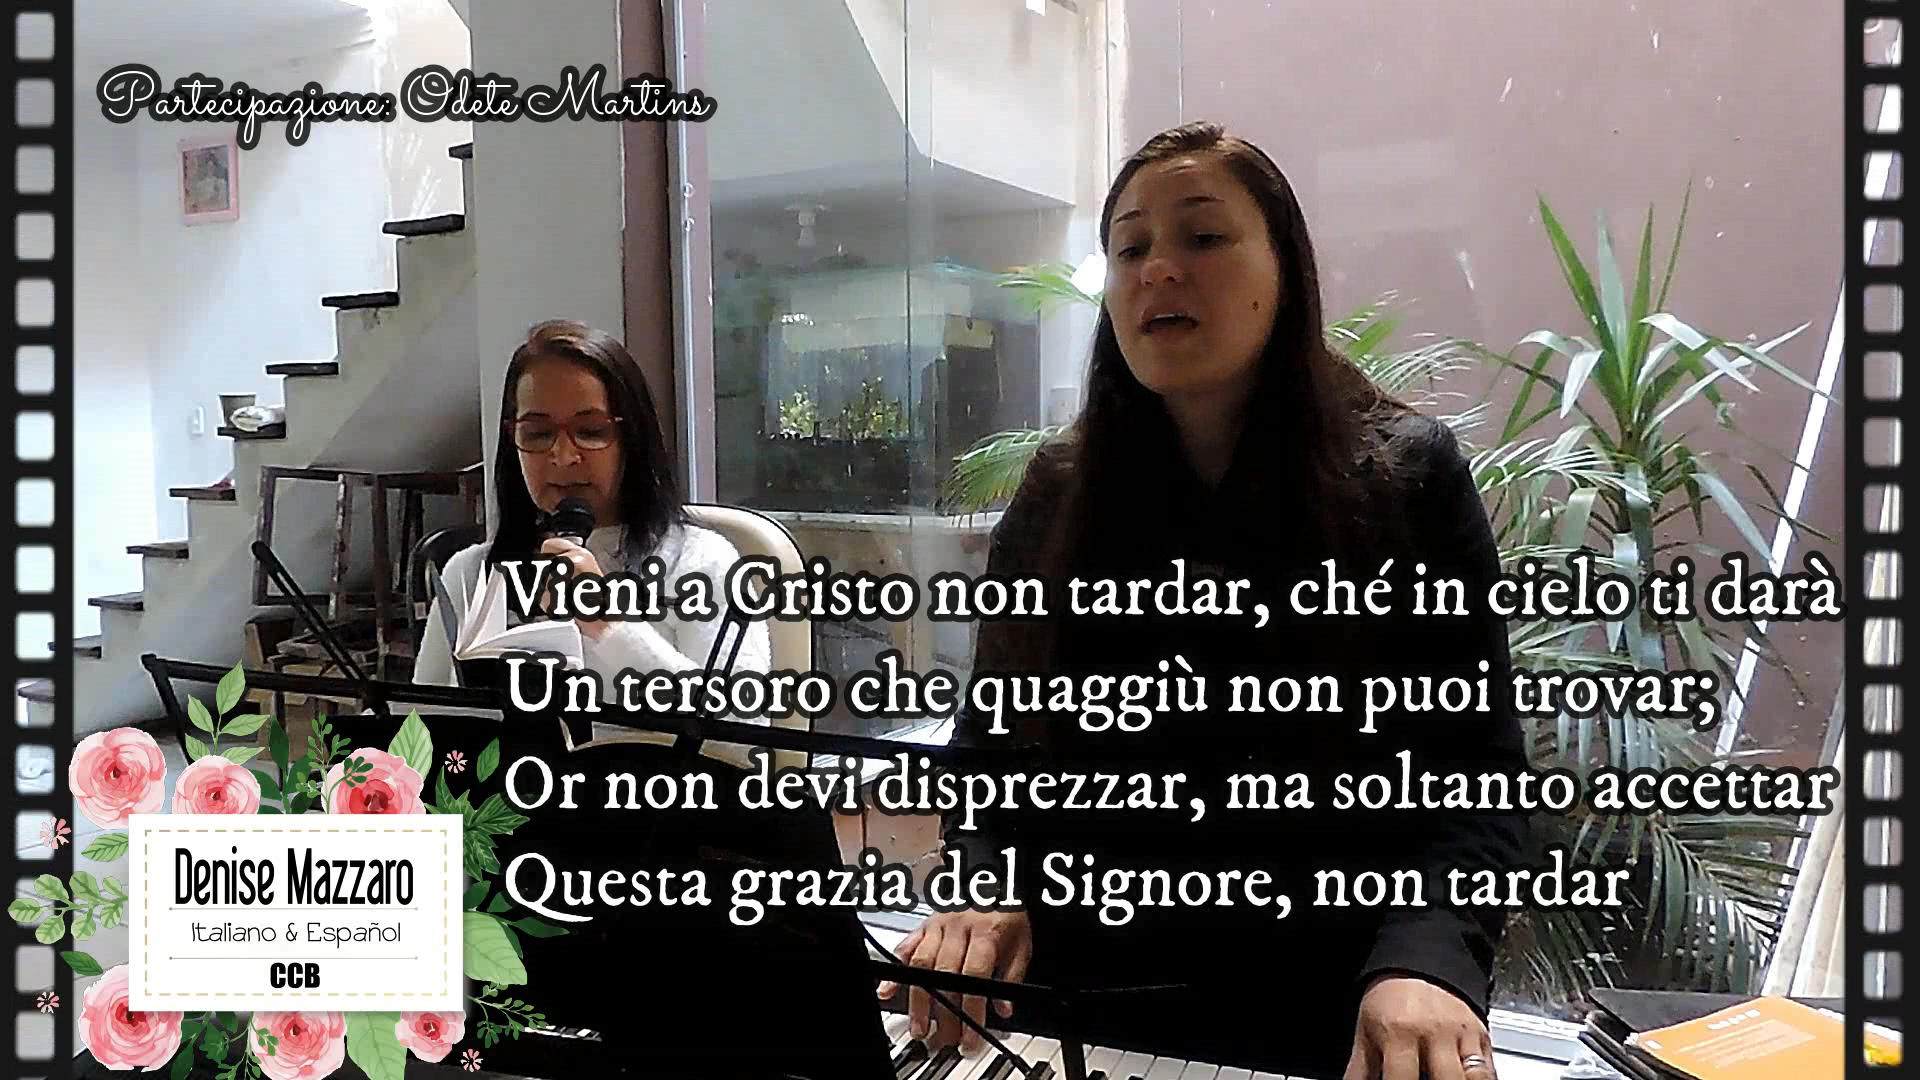 Partecipazione: Odete Martins
Vieni a Cristo non tardar, ché in cielo ti darà
Un tersoro che quaggiù non puoi trovar;
Or non devi disprezzar, ma soltanto accettar
Questa grazia del Signore, non tardar
Denise Mazzaro
Italiano & Español
CCB